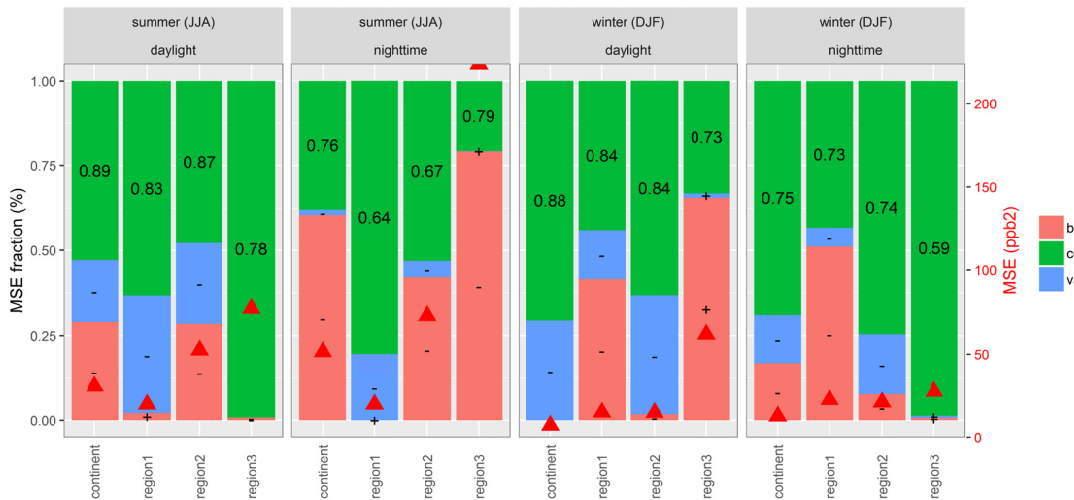 summer (JJA)
daylight
summer (JJA)
nighttime
winter (DJF)
daylight
winter (DJF)
nighttime
MSE fraction (%)
1.00
0.75
0.50
0.25
0.00
0.89
0.83
0.87
0.78
0.76
0.64
0.67
0.79
0.88
0.84
0.84
0.73
0.75
0.73
0.74
0.59
200
150
100
50
0
MSE (ppb2)
b
c
v
continent
region1
region2
region3
continent
region1
region2
region3
continent
region1
region2
region3
continent
region1
region2
region3